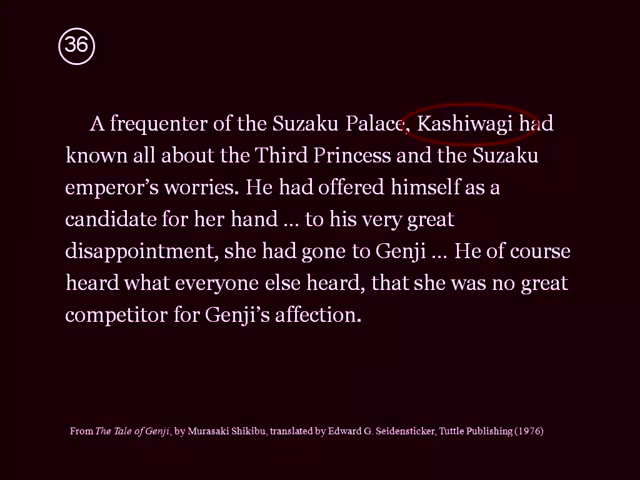 36
A frequenter of the Suzaku Palace, Kashiwagi had
known all about the Third Princess and the Suzaku
emperor’s worries. He had offered himself as a
candidate for her hand ... to his very great
disappointment, she had gone to Genji ... He of course
heard what everyone else heard, that she was no great
competitor for Genji’s affection.
From The Tale of Genji, by Murasaki Shikibu, translated by Edward G. Seidensticker, Tuttle Publishing (1976)